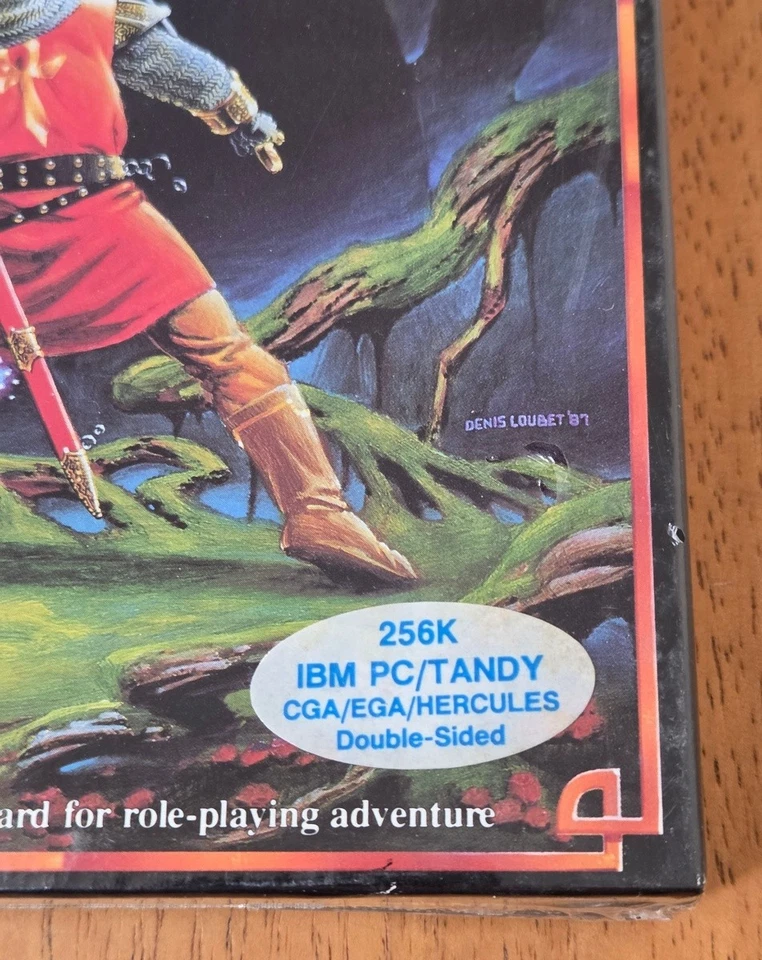 DENIS LOUBET '87
256K
IBM PC/TANDY
CGA/EGA/HERCULES
Double-Sided
ard for role-playing adventure